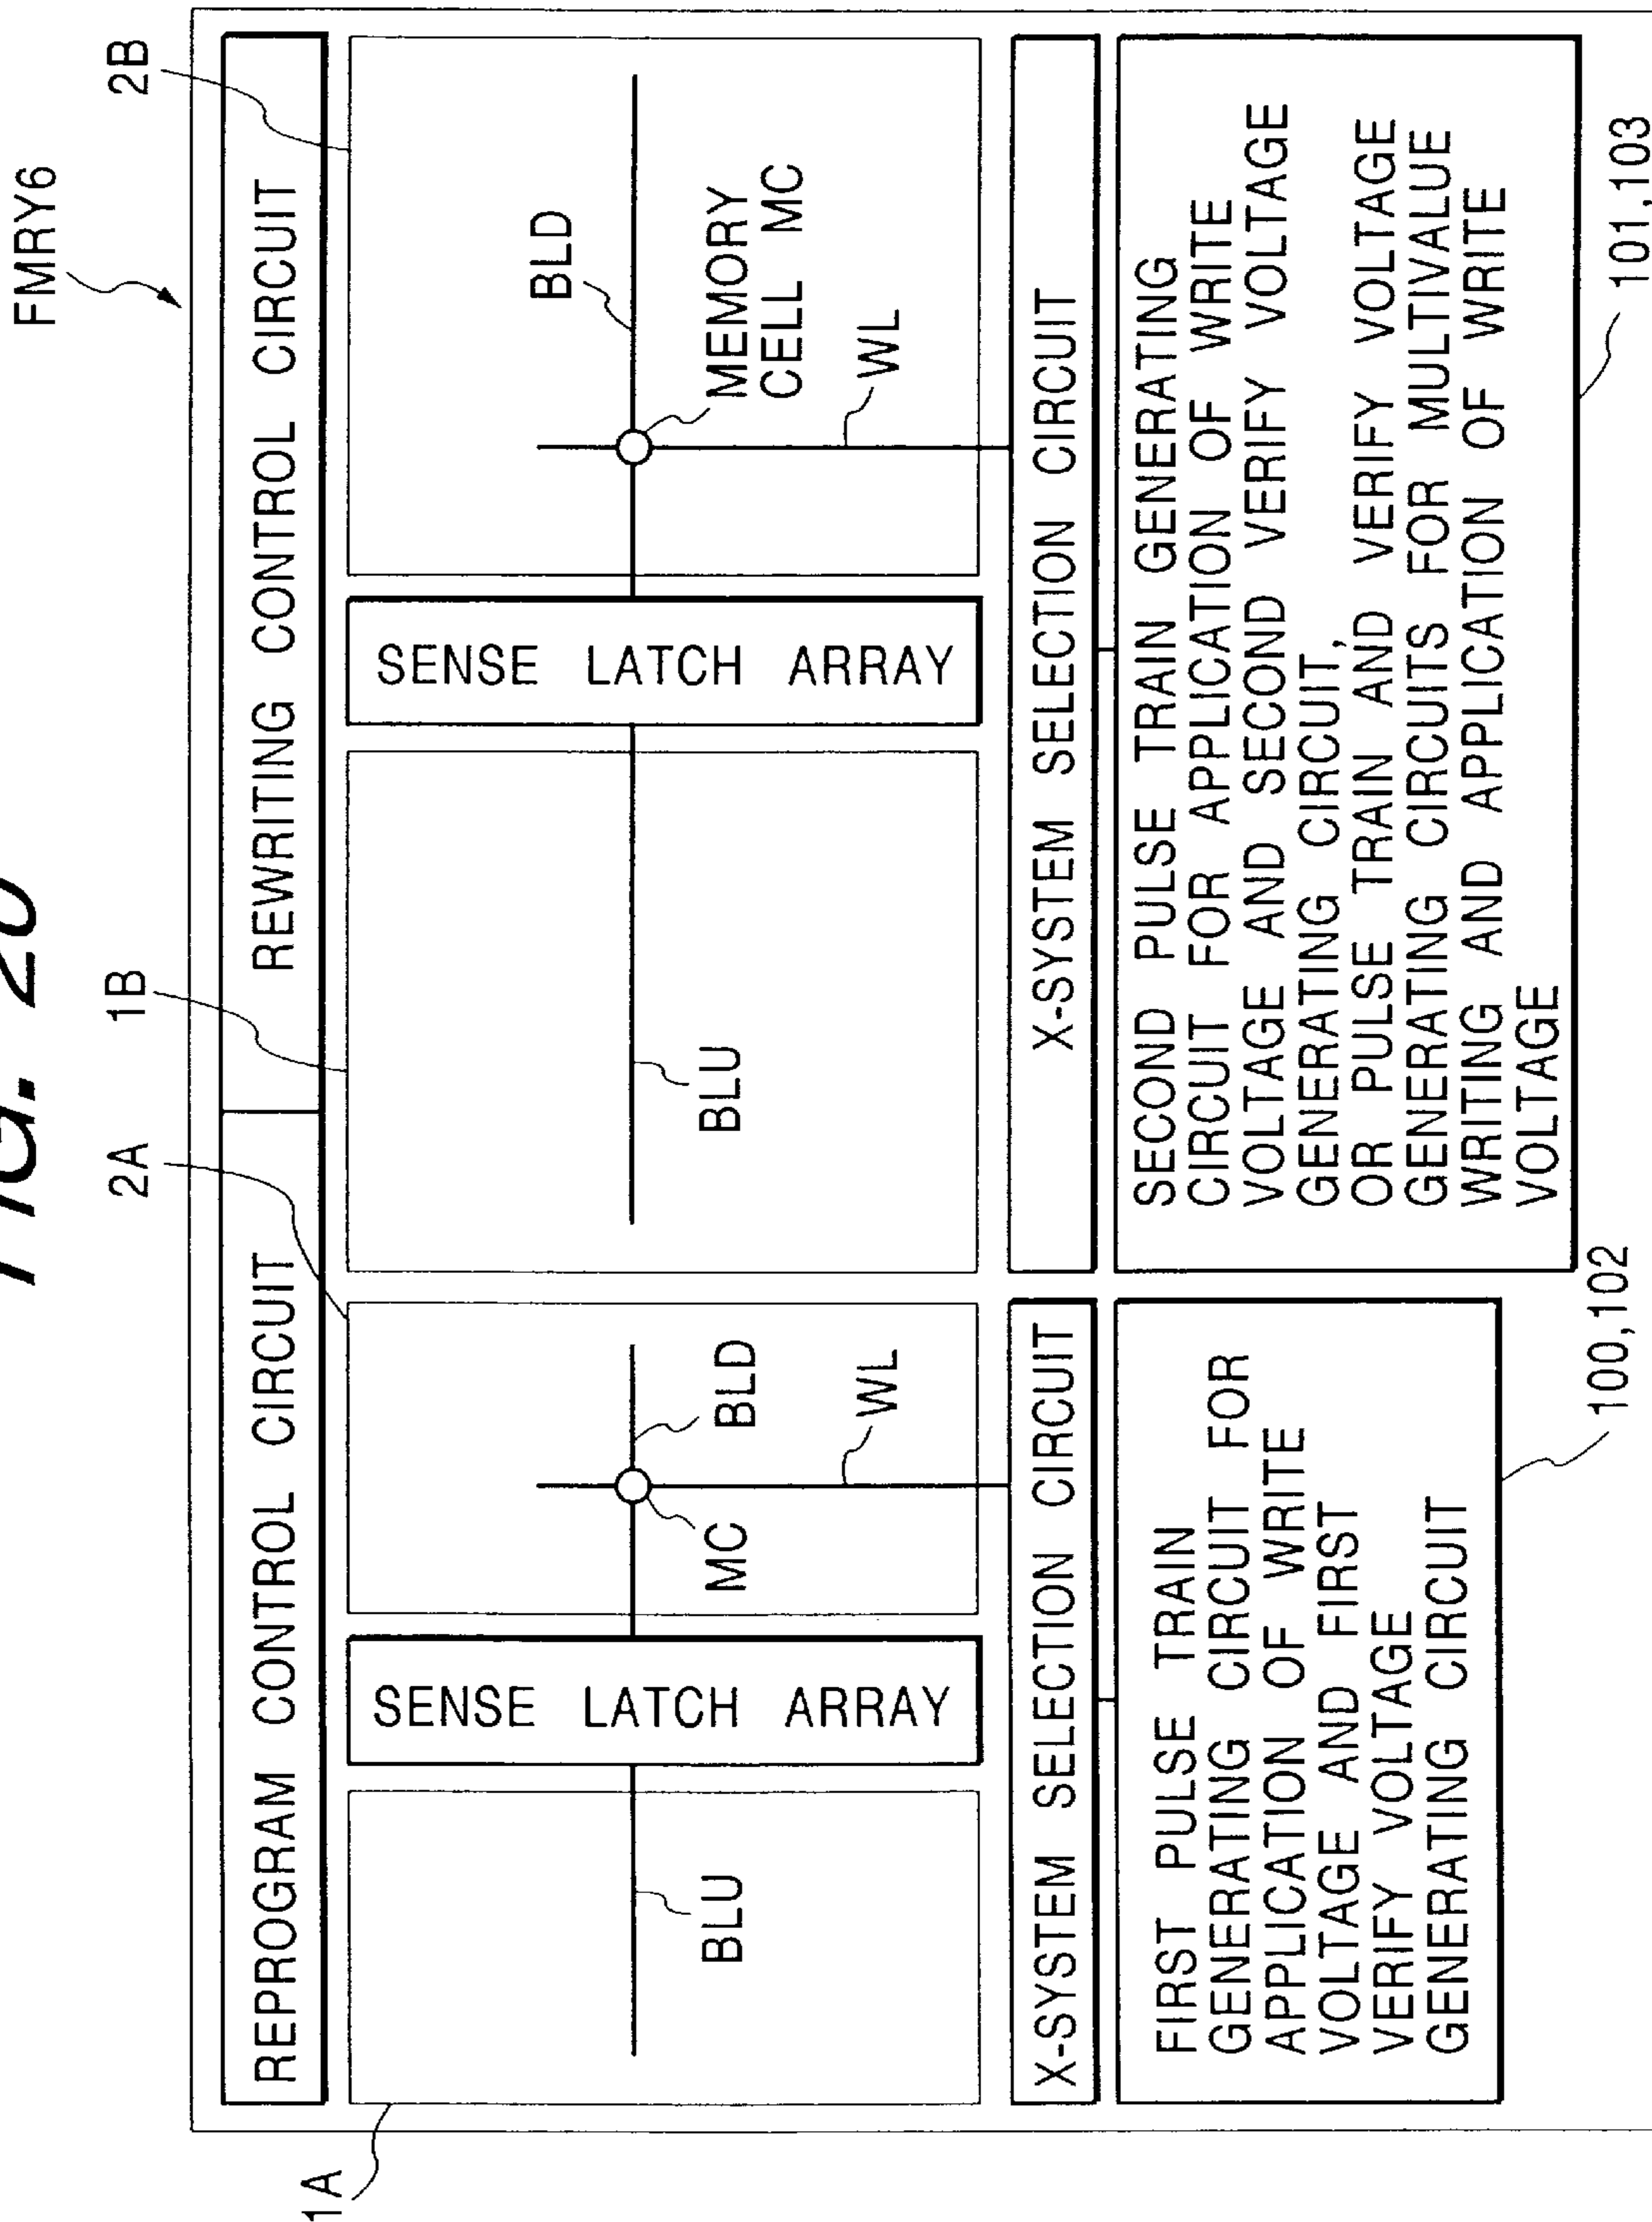 FIG. 20
FMRY6
1A
2A
1B
2B
REPROGRAM CONTROL CIRCUIT
REWRITING CONTROL CIRCUIT
BLU
SENSE LATCH ARRAY
MC
BLD
WL
BLU
SENSE LATCH ARRAY
BLD
MEMORY
CELL MC
WL
X-SYSTEM SELECTION CIRCUIT
X-SYSTEM SELECTION CIRCUIT
FIRST PULSE TRAIN
GENERATING CIRCUIT FOR
APPLICATION OF WRITE
VOLTAGE AND FIRST
VERIFY VOLTAGE
GENERATING CIRCUIT
100,102
SECOND PULSE TRAIN GENERATING
CIRCUIT FOR APPLICATION OF WRITE
VOLTAGE AND SECOND VERIFY VOLTAGE
GENERATING CIRCUIT,
OR PULSE TRAIN AND VERIFY VOLTAGE
GENERATING CIRCUITS FOR MULTIVALUE
WRITING AND APPLICATION OF WRITE
VOLTAGE
101,103